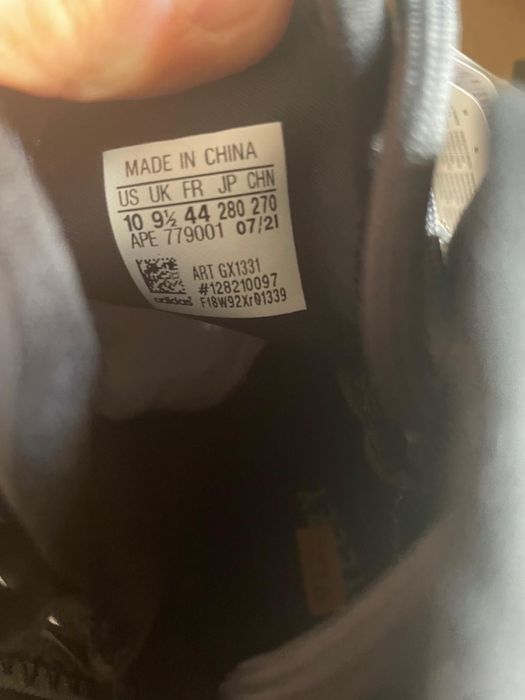 MADE IN CHINA
US UK FR JP CHN
10 9½ 44 280 270
APE 779001 07/21
ART GX1331
#128210097
adidas F18W92Xr01339